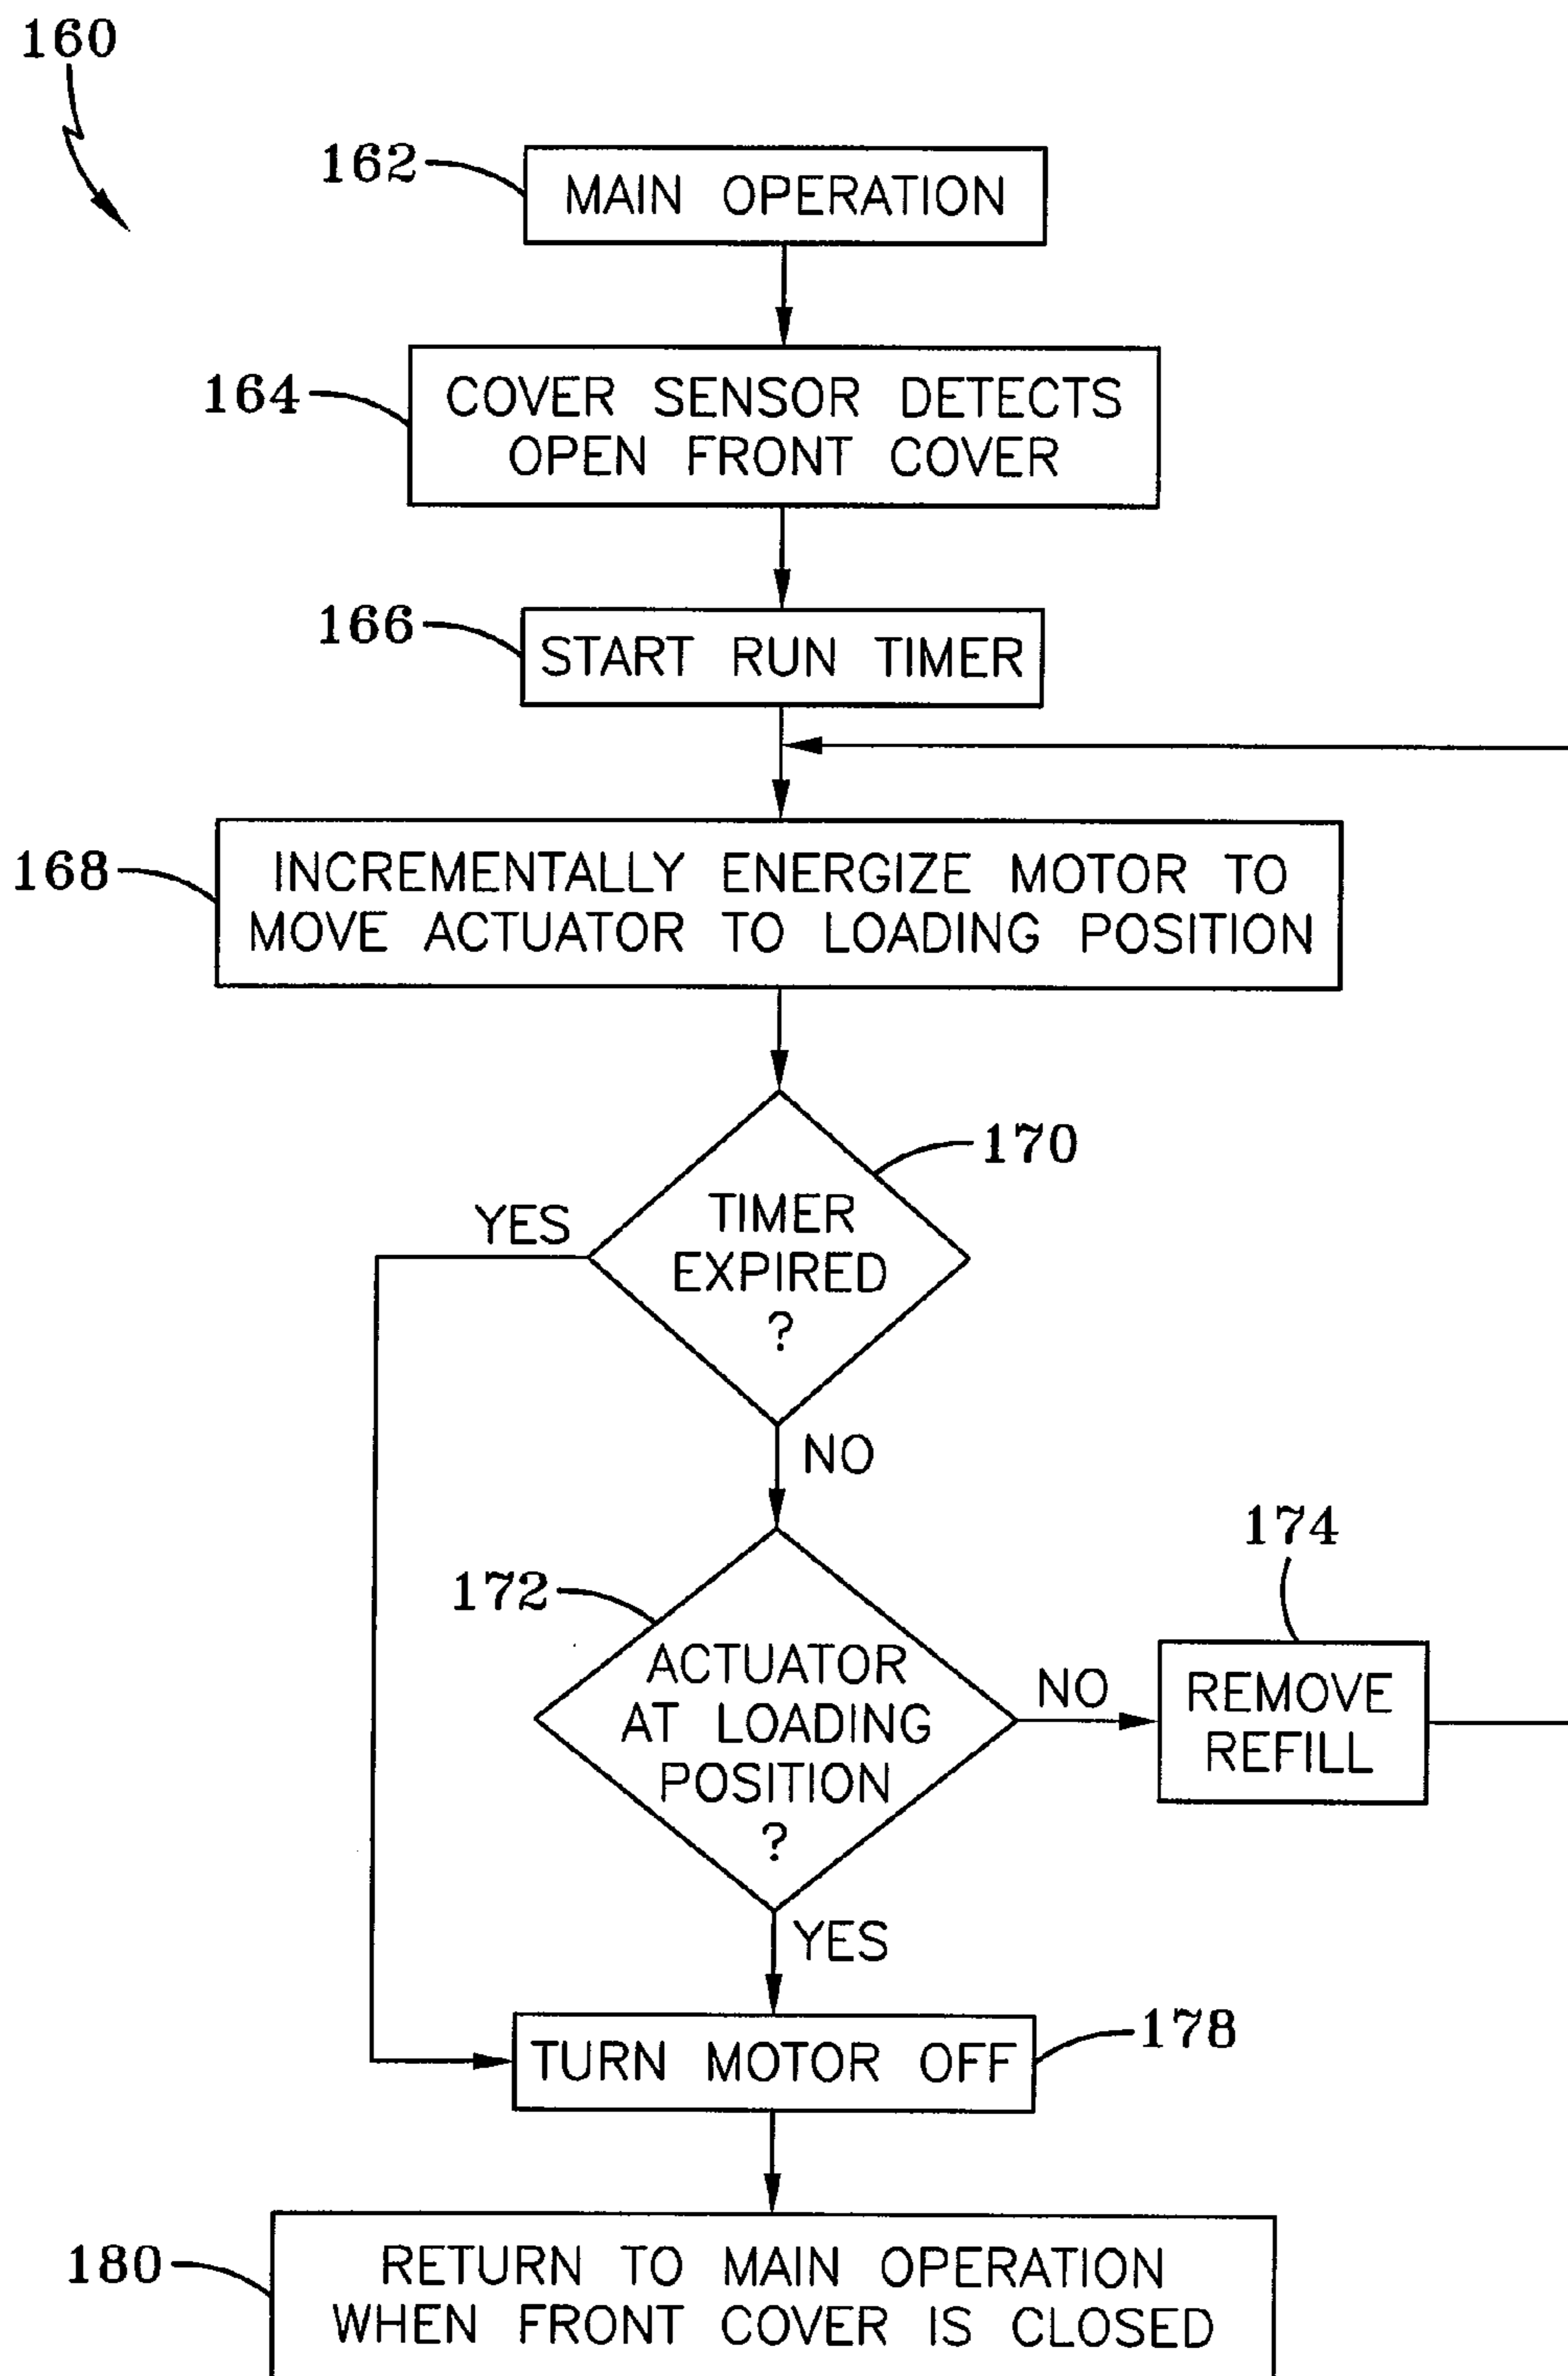 160
162
MAIN OPERATION
164
COVER SENSOR DETECTS
OPEN FRONT COVER
166
START RUN TIMER
168
INCREMENTALLY ENERGIZE MOTOR TO
MOVE ACTUATOR TO LOADING POSITION
170
YES
TIMER
EXPIRED
?
NO
174
172
ACTUATOR
AT LOADING
POSITION
?
NO
REMOVE
REFILL
YES
178
TURN MOTOR OFF
180
RETURN TO MAIN OPERATION
WHEN FRONT COVER IS CLOSED